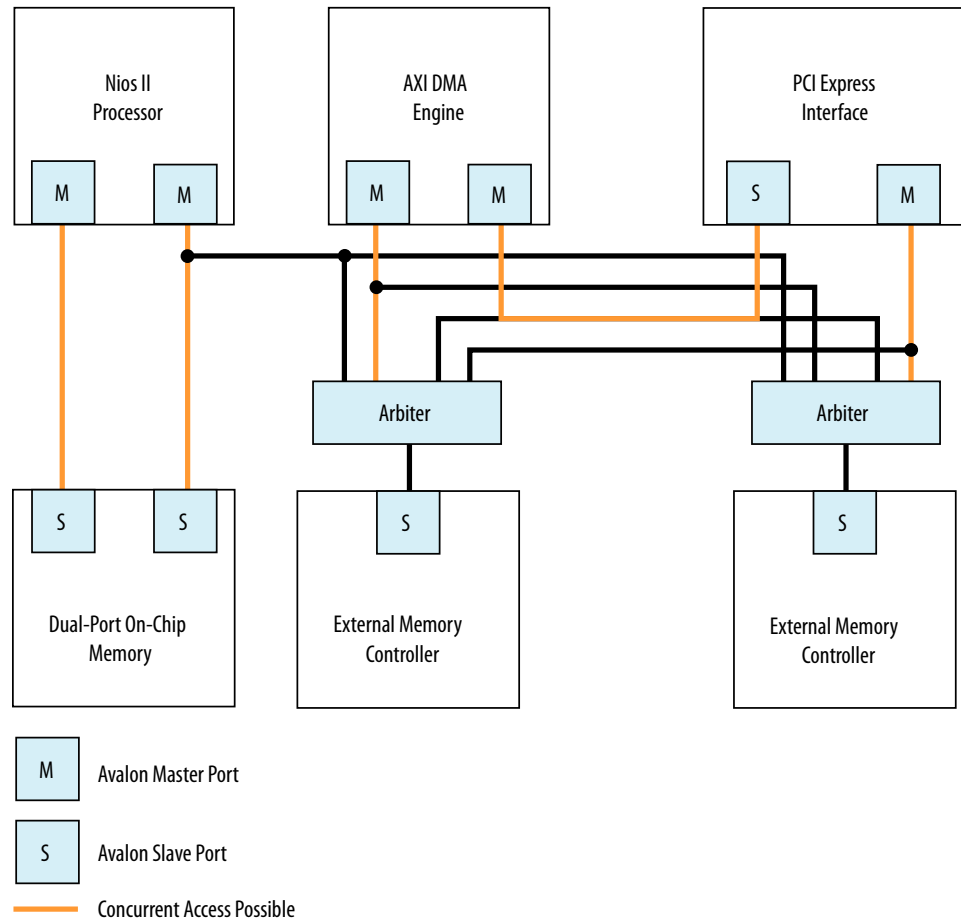 Nios II
Processor
M
M
AXI DMA
Engine
M
M
PCI Express
Interface
S
M
Arbiter
Arbiter
S
S
Dual-Port On-Chip
Memory
S
External Memory
Controller
S
External Memory
Controller
M
Avalon Master Port
S
Avalon Slave Port
Concurrent Access Possible